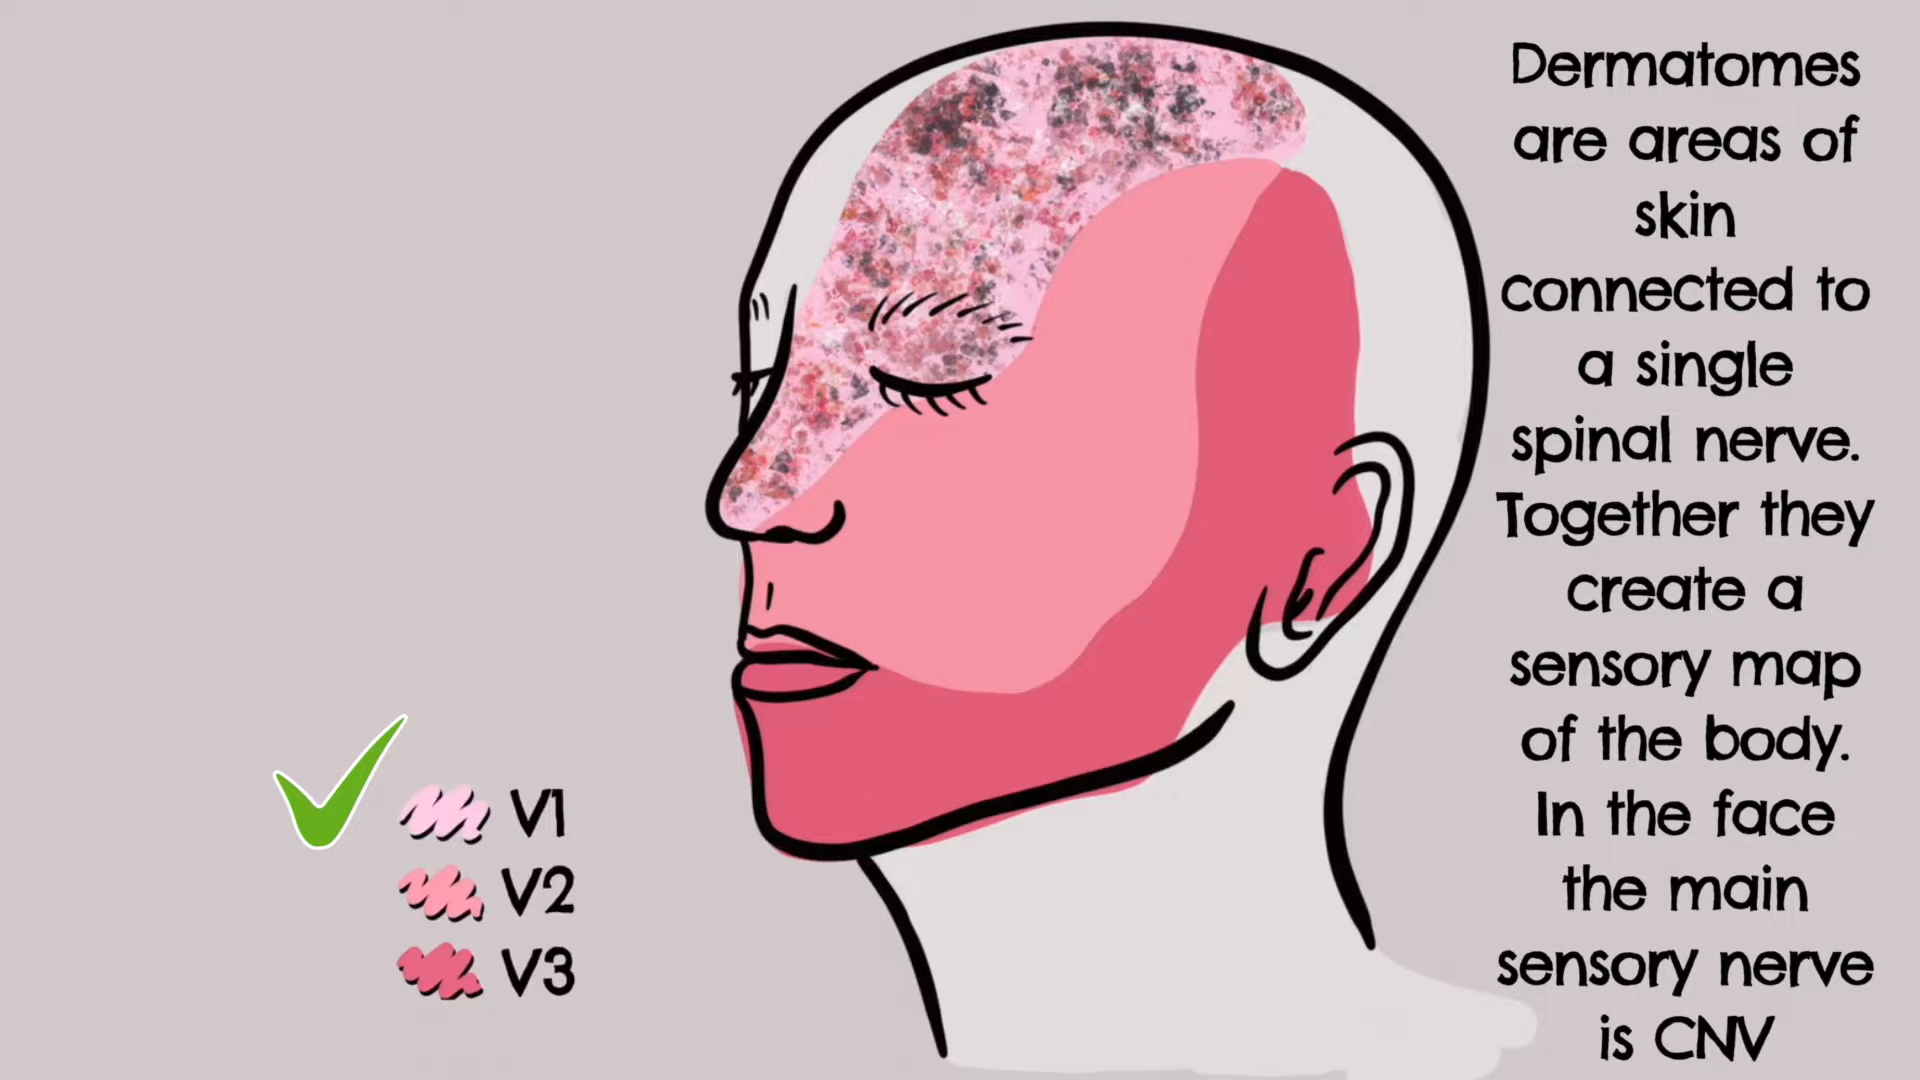 Dermatomes
are areas of
skin
connected to
a single
spinal nerve.
Together they
create a
sensory map
of the body.
In the face
the main
sensory nerve
is CNV
V1
V2
V3